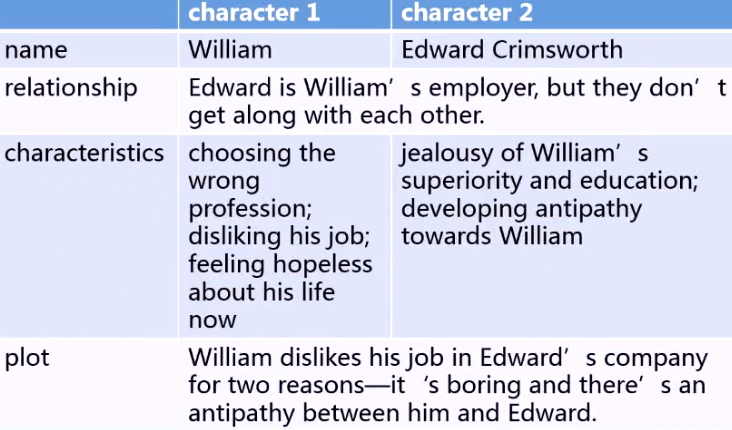 character 1 character 2
name William Edward Crimsworth
relationship Edward is William's employer, but they don't
get along with each other.
characteristics choosing the jealousy of William's
wrong superiority and education;
profession; developing antipathy
disliking his job; towards William
feeling hopeless
about his life
now
plot William dislikes his job in Edward's company
for two reasons—it 's boring and there's an
antipathy between him and Edward.